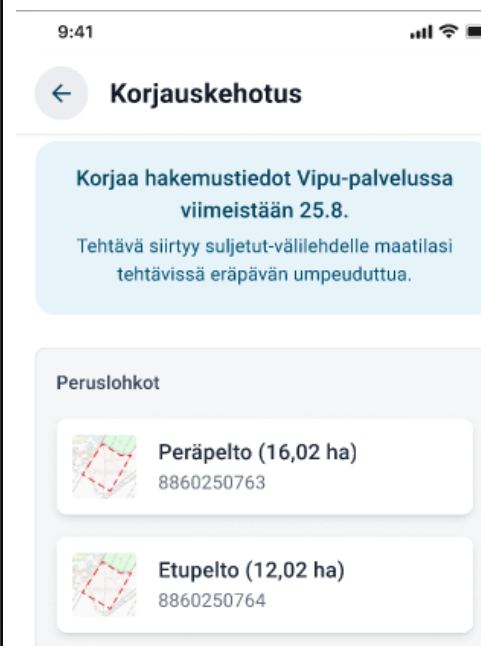 9:41
Korjauskehotus
Korjaa hakemustiedot Vipu-palvelussa
viimeistään 25.8.
Tehtävä siirtyy suljetut-välilehdelle maatilasi
tehtävissä eräpävän umpeuduttua.
Peruslohkot
Peräpelto (16,02 ha)
8860250763
Etupelto (12,02 ha)
8860250764